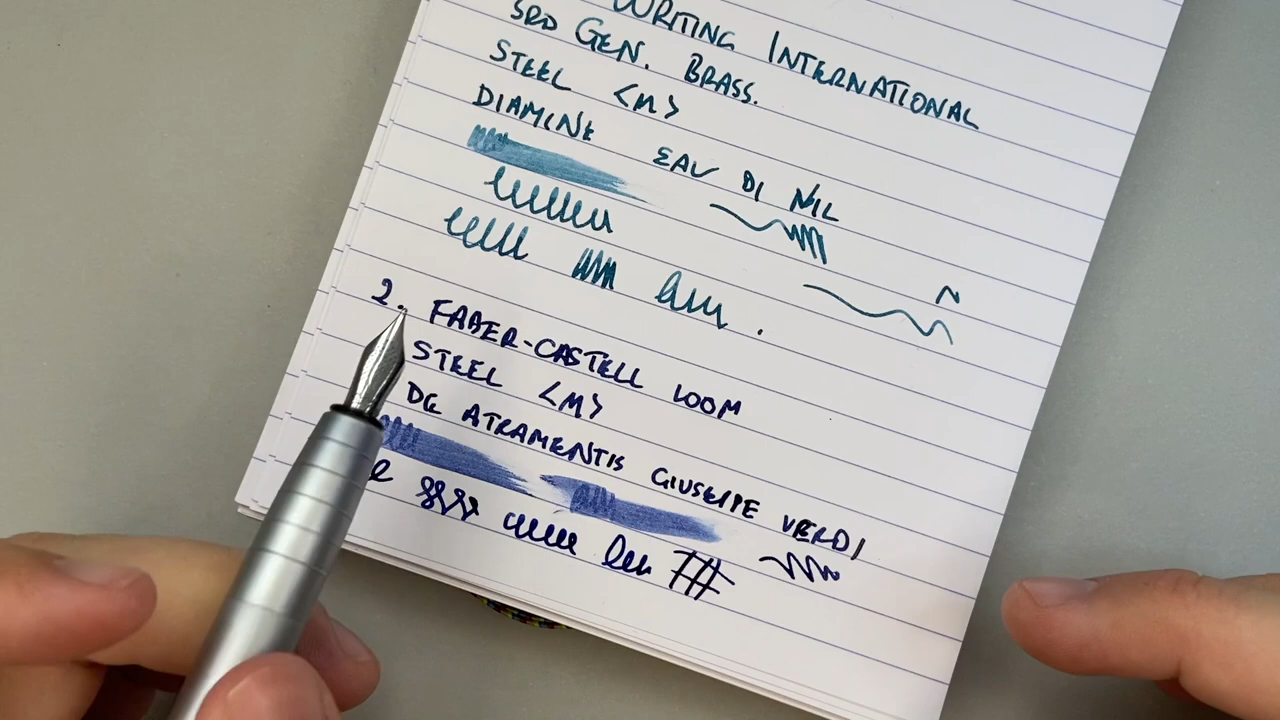 WRITING INTERNATIONAL
3RD GEN. BRASS.
STEEL <M>
DIAMINE EAU DI NIL
2. FABER-CASTELL LOOM
STEEL <M>
DE ATRAMENTIS GIUSEPPE VERDI